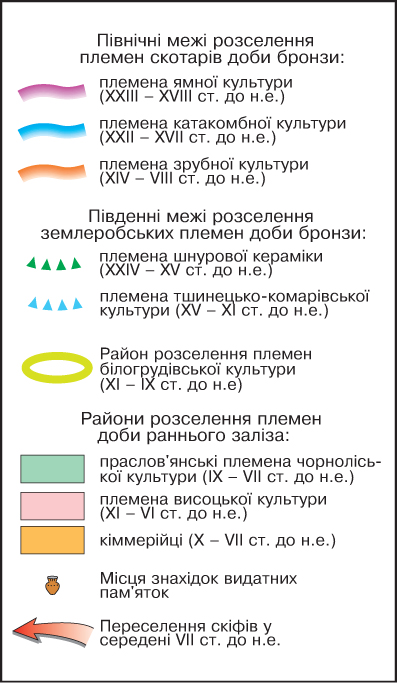 Північні межі розселення
племен скотарів доби бронзи:
племена ямної культури
(XXIII – XVIII ст. до н.е.)
племена катакомбної культури
(XXII – XVII ст. до н.е.)
племена зрубної культури
(XIV – VIII ст. до н.е.)
Південні межі розселення
землеробських племен доби бронзи:
племена шнурової кераміки
(XXIV – XV ст. до н.е.)
племена тшинецько-комарівської
культури (XV – XI ст. до н.е.)
Район розселення племен
білогрудівської культури
(XI – IX ст. до н.е)
Райони розселення племен
доби раннього заліза:
праслов'янські племена чорнолісь-
кої культури (IX – VII ст. до н.е.)
племена висоцької культури
(XI – VI ст. до н.е.)
кіммерійці (X – VII ст. до н.е.)
Місця знахідок видатних
пам'яток
Переселення скіфів у
середені VII ст. до н.е.